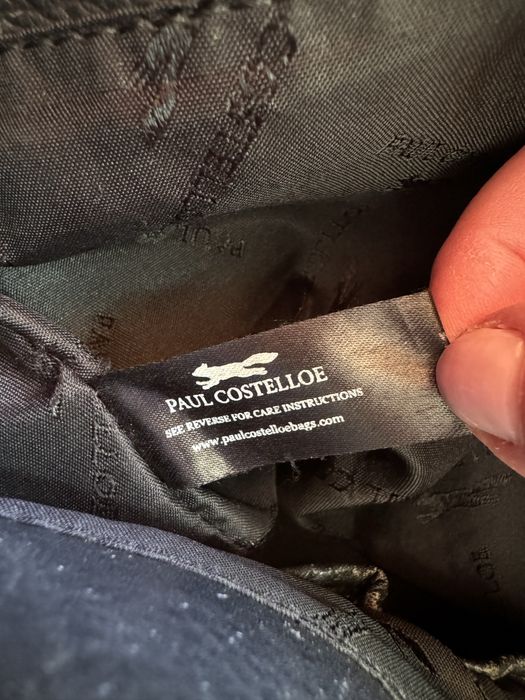 PAUL COSTELLOE
SEE REVERSE FOR CARE INSTRUCTIONS
www.paulcostelloebags.com